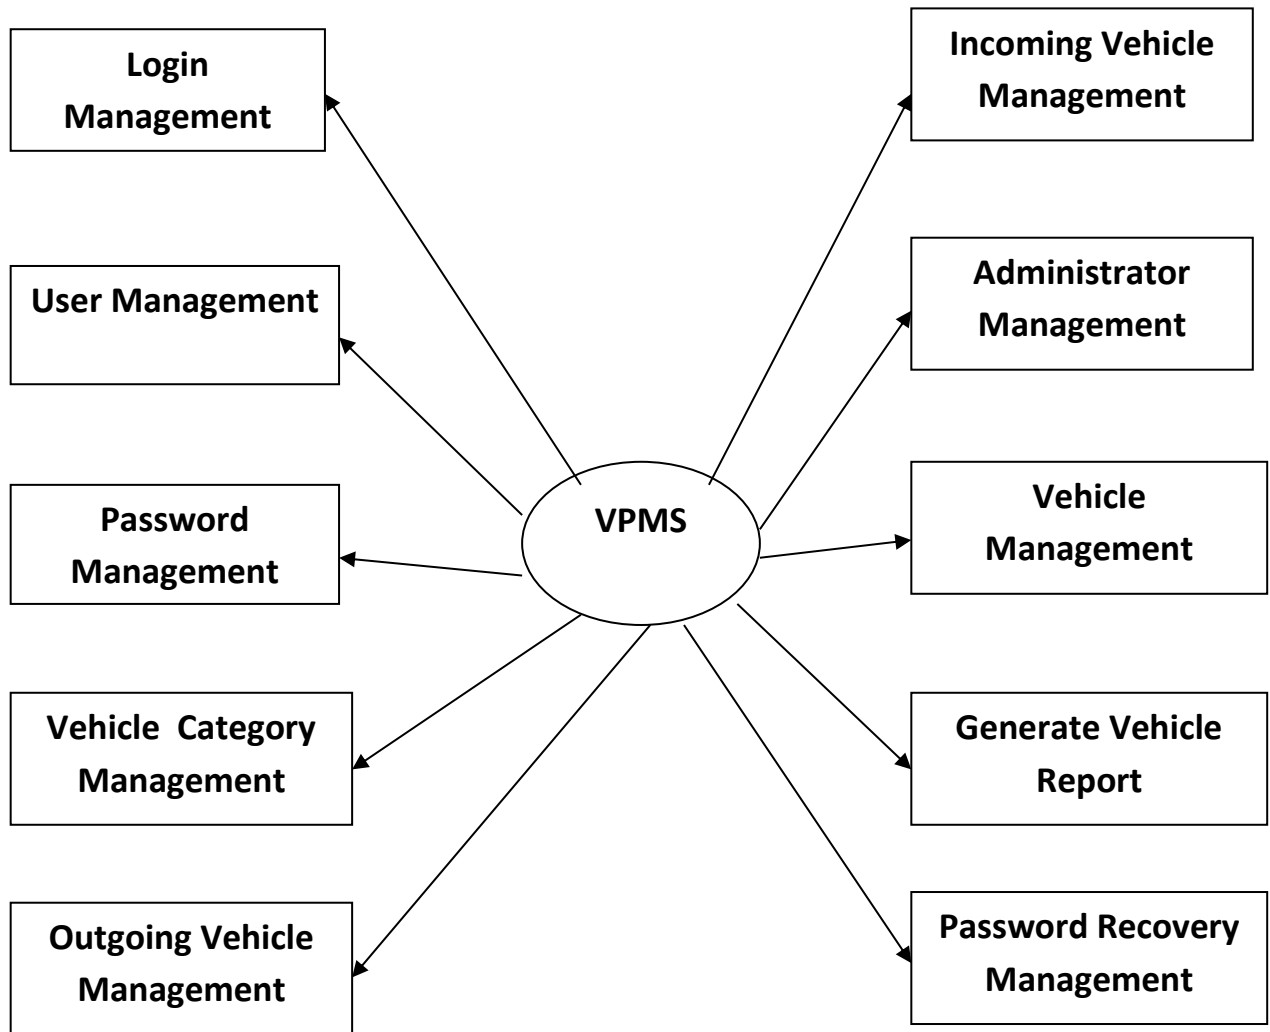 Login
Management
Incoming Vehicle
Management
User Management
Administrator
Management
Password
Management
VPMS
Vehicle
Management
Vehicle  Category
Management
Generate Vehicle
Report
Outgoing Vehicle
Management
Password Recovery
Management